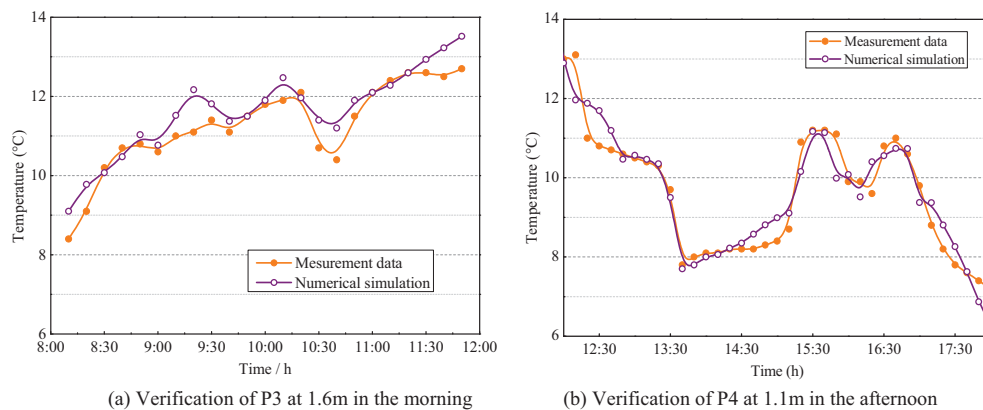 14
12
10
8
6
Temperature (°C)
Mesurement data
Numerical simulation
8:00 8:30 9:00 9:30 10:00 10:30 11:00 11:30 12:00
Time / h
(a) Verification of P3 at 1.6m in the morning
14
12
10
8
6
Temperature (°C)
Measurement data
Numerical simulation
12:30 13:30 14:30 15:30 16:30 17:30
Time (h)
(b) Verification of P4 at 1.1m in the afternoon